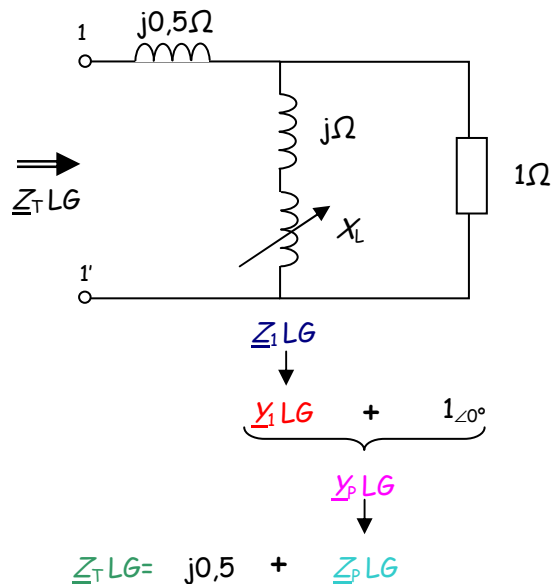 1
j0,5Ω
jΩ
1Ω
Z_T LG
X_L
1'
Z_1 LG
Y_1 LG + 1∠0°
Y_P LG
Z_T LG= j0,5 + Z_P LG